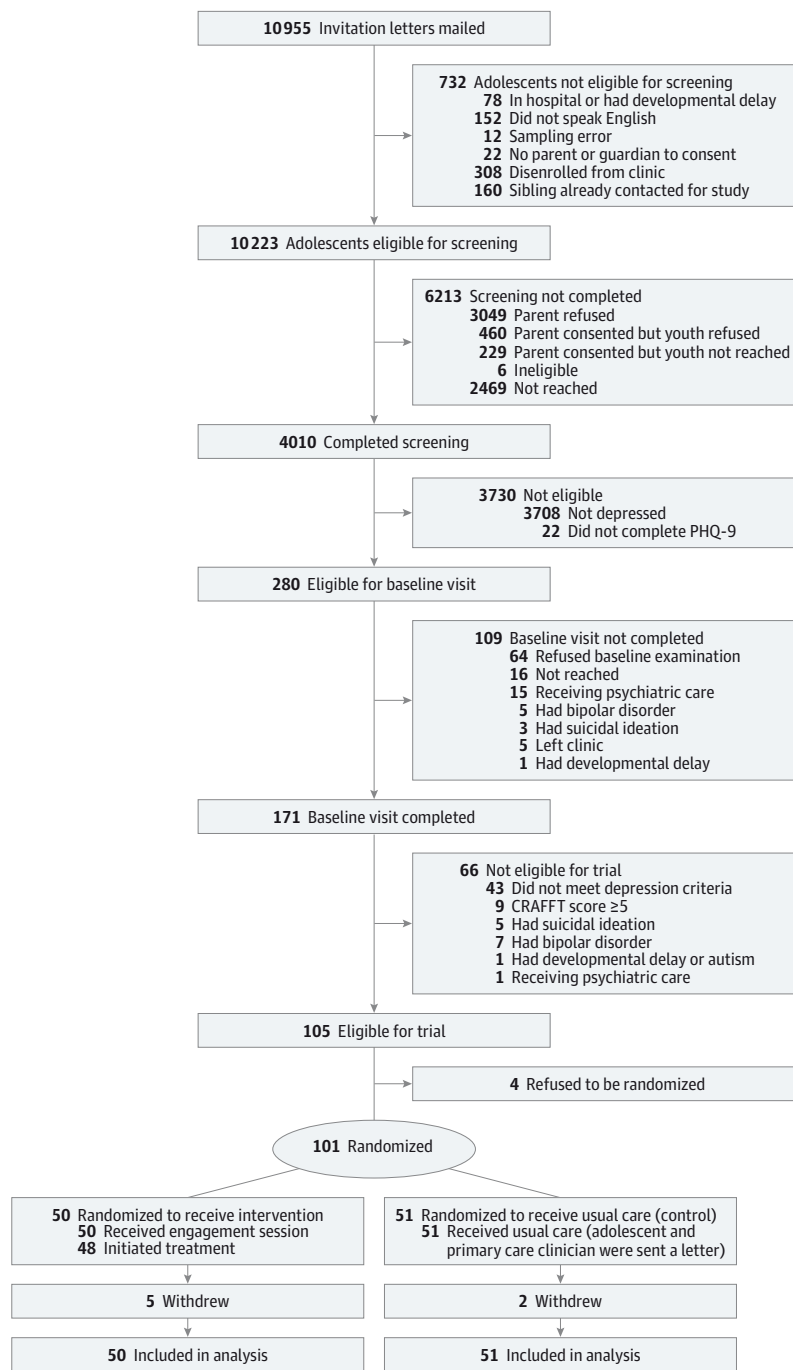 10955 Invitation letters mailed
732 Adolescents not eligible for screening
78 In hospital or had developmental delay
152 Did not speak English
12 Sampling error
22 No parent or guardian to consent
308 Disenrolled from clinic
160 Sibling already contacted for study
10223 Adolescents eligible for screening
6213 Screening not completed
3049 Parent refused
460 Parent consented but youth refused
229 Parent consented but youth not reached
6 Ineligible
2469 Not reached
4010 Completed screening
3730 Not eligible
3708 Not depressed
22 Did not complete PHQ-9
280 Eligible for baseline visit
109 Baseline visit not completed
64 Refused baseline examination
16 Not reached
15 Receiving psychiatric care
5 Had bipolar disorder
3 Had suicidal ideation
5 Left clinic
1 Had developmental delay
171 Baseline visit completed
66 Not eligible for trial
43 Did not meet depression criteria
9 CRAFFT score ≥5
5 Had suicidal ideation
7 Had bipolar disorder
1 Had developmental delay or autism
1 Receiving psychiatric care
105 Eligible for trial
4 Refused to be randomized
101 Randomized
50 Randomized to receive intervention
50 Received engagement session
48 Initiated treatment
51 Randomized to receive usual care (control)
51 Received usual care (adolescent and
primary care clinician were sent a letter)
5 Withdrew
2 Withdrew
50 Included in analysis
51 Included in analysis